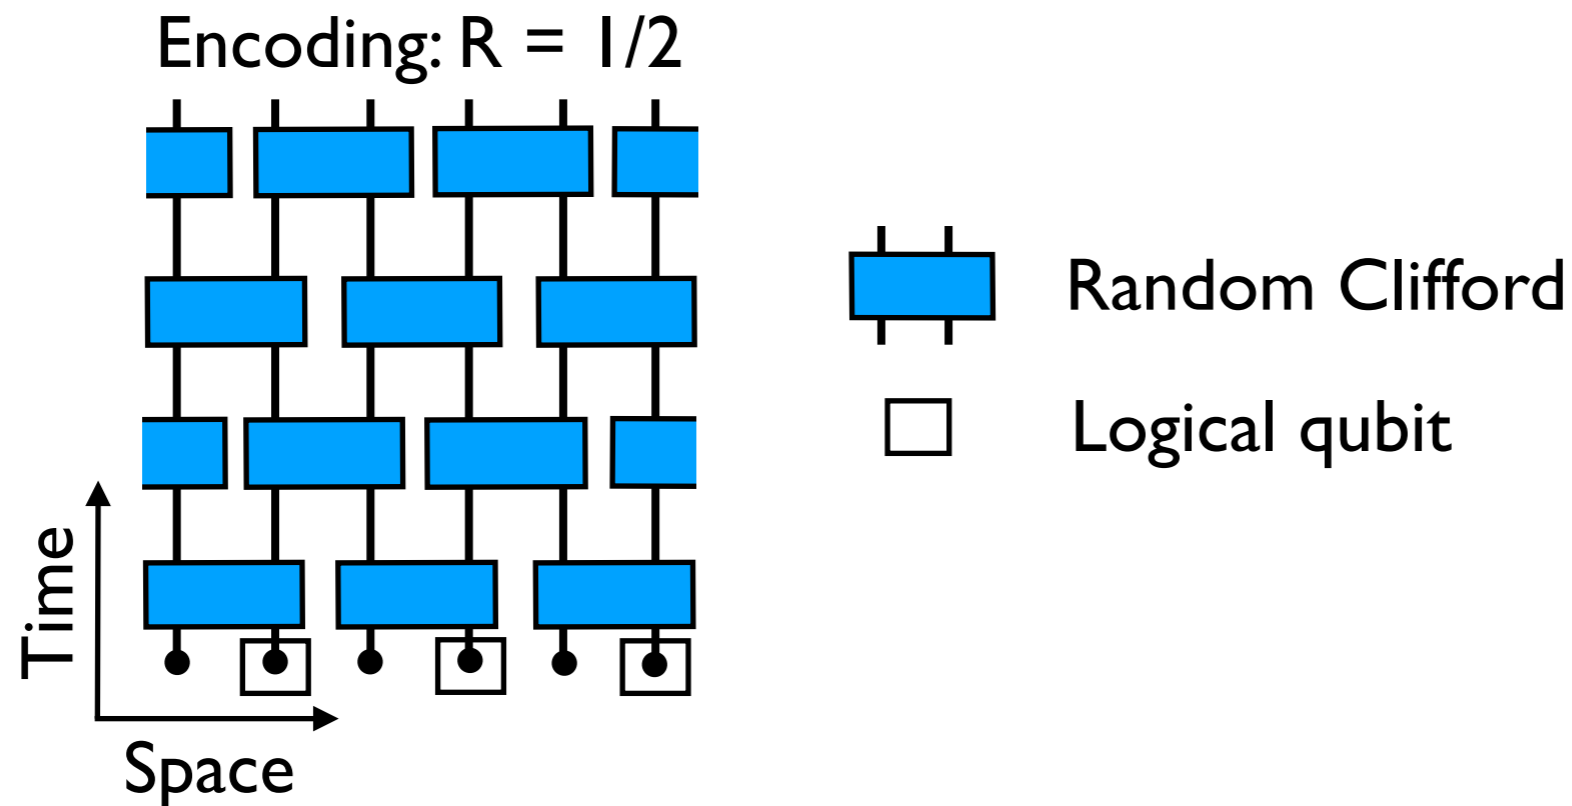 Encoding: R = 1/2
Random Clifford
Logical qubit
Time
Space